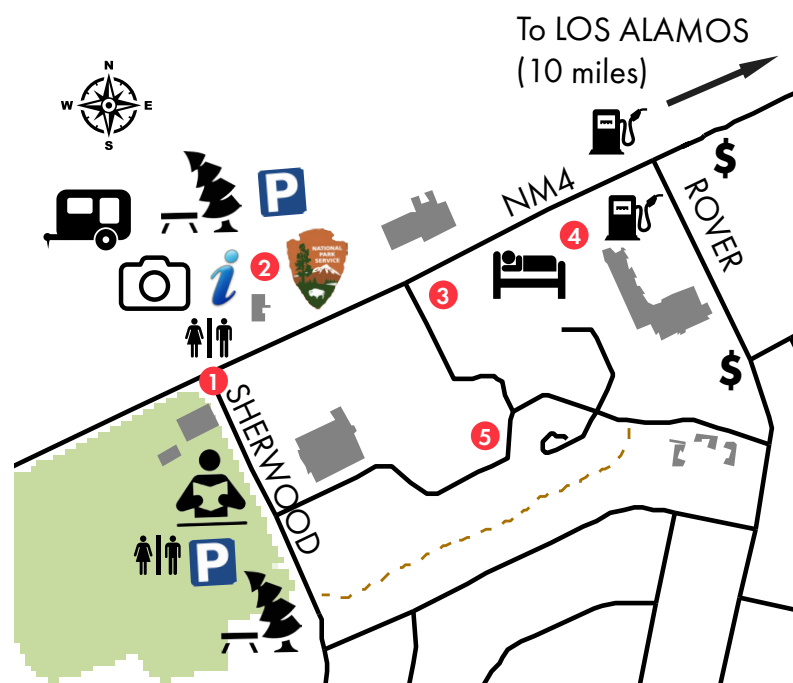 To LOS ALAMOS
(10 miles)
N
W E
S
NM4
ROVER
$
P
NATIONAL
PARK
SERVICE
i
2
4
3
$
1
SHERWOOD
5
P